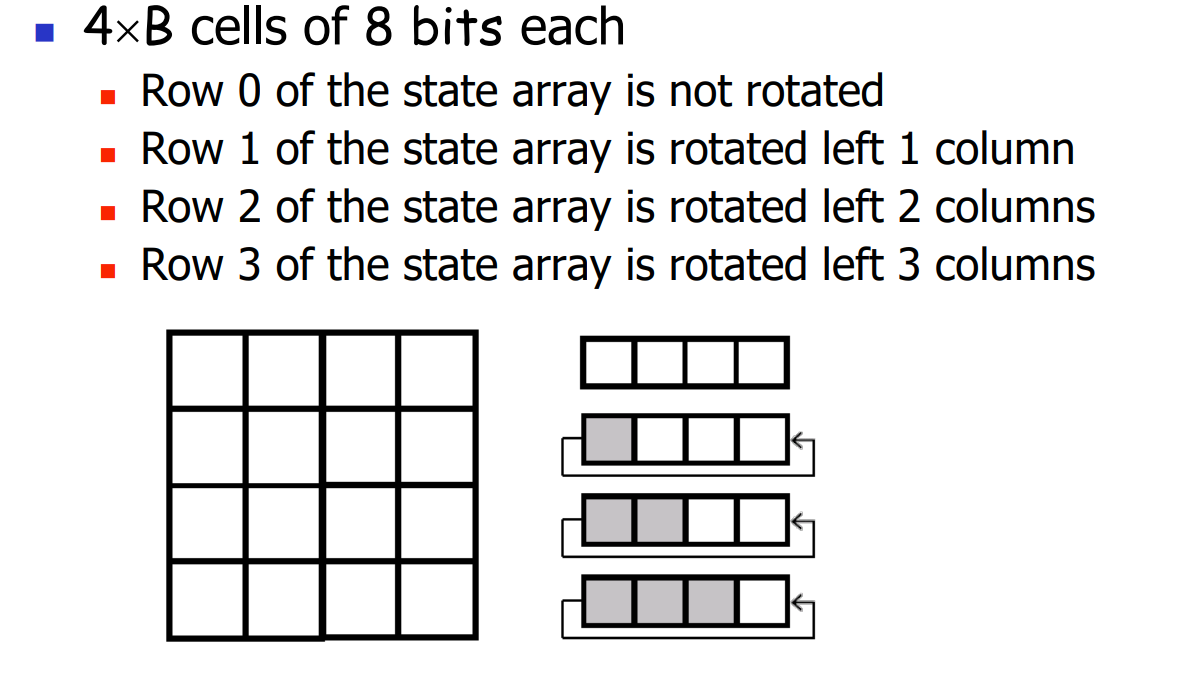 4×B cells of 8 bits each
Row 0 of the state array is not rotated
Row 1 of the state array is rotated left 1 column
Row 2 of the state array is rotated left 2 columns
Row 3 of the state array is rotated left 3 columns